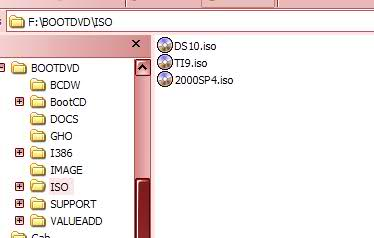 F:\BOOTDVD\ISO
BOOTDVD
BCDW
BootCD
DOCS
GHO
I386
IMAGE
ISO
SUPPORT
VALUEADD
DS10.iso
TI9.iso
2000SP4.iso